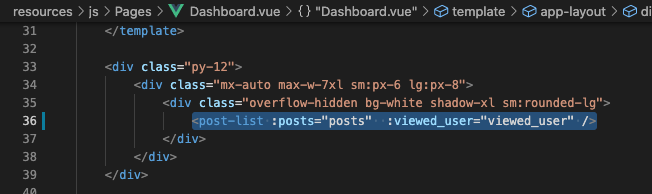 resources > js > Pages > Dashboard.vue > {} "Dashboard.vue" > template > app-layout > di
31 </template>
32
33 <div class="py-12">
34 <div class="mx-auto max-w-7xl sm:px-6 lg:px-8">
35 <div class="overflow-hidden bg-white shadow-xl sm:rounded-lg">
36 <post-list :posts="posts"  :viewed_user="viewed_user" />
37 </div>
38 </div>
39 </div>
40